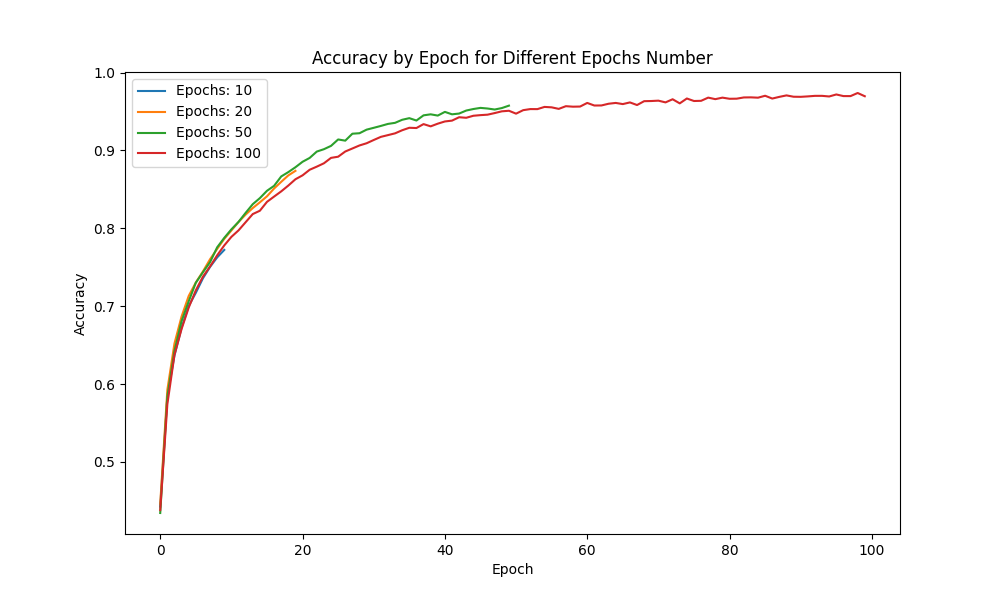 Accuracy by Epoch for Different Epochs Number
Epochs: 10
Epochs: 20
Epochs: 50
Epochs: 100
1.0
0.9
0.8
0.7
0.6
0.5
Accuracy
0 20 40 60 80 100
Epoch